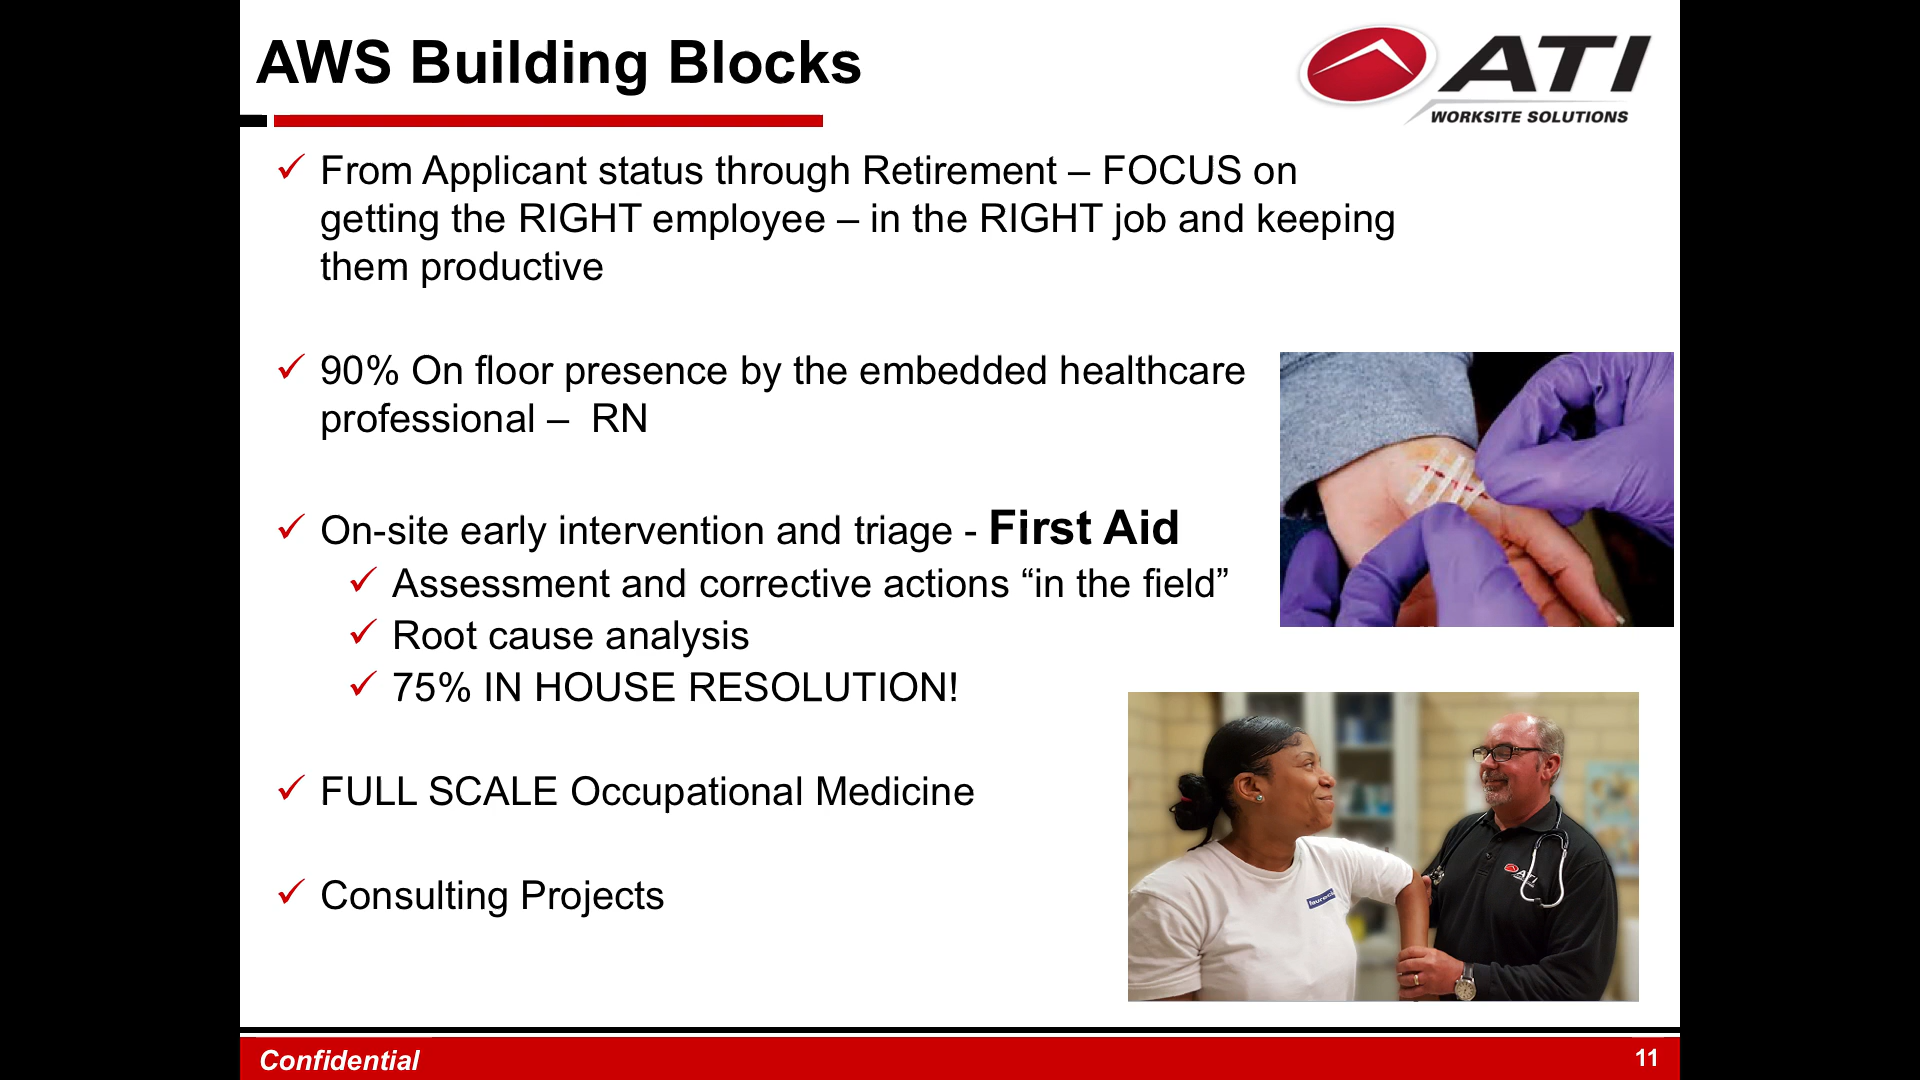 AWS Building Blocks
ATI
WORKSITE SOLUTIONS
✓ From Applicant status through Retirement – FOCUS on
getting the RIGHT employee – in the RIGHT job and keeping
them productive
✓ 90% On floor presence by the embedded healthcare
professional –  RN
✓ On-site early intervention and triage - First Aid
✓ Assessment and corrective actions “in the field”
✓ Root cause analysis
✓ 75% IN HOUSE RESOLUTION!
✓ FULL SCALE Occupational Medicine
✓ Consulting Projects
ATI
Confidential
11